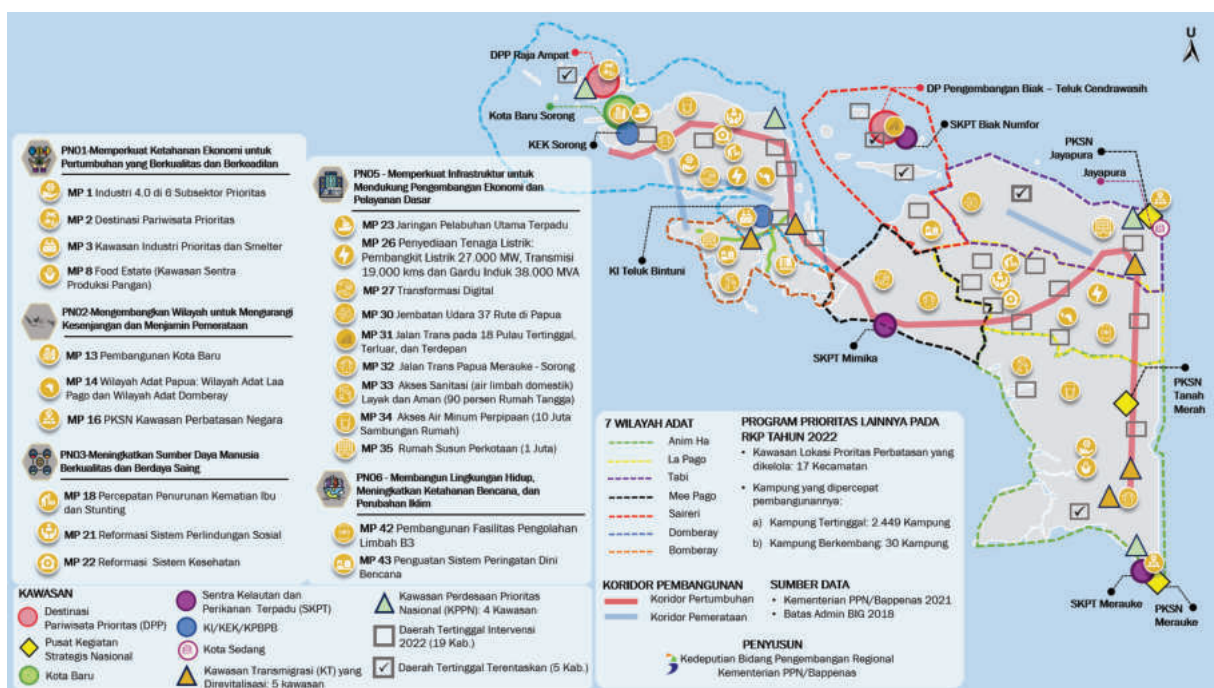 U
DPP Raja Ampat
Kota Baru Sorong
KEK Sorong
DP Pengembangan Biak – Teluk Cendrawasih
SKPT Biak Numfor
PKSN
Jayapura
Jayapura
KI Teluk Bintuni
SKPT Mimika
PKSN
Tanah
Merah
SKPT Merauke
PKSN
Merauke
PN01-Memperkuat Ketahanan Ekonomi untuk
Pertumbuhan yang Berkualitas dan Berkeadilan
MP 1 Industri 4.0 di 6 Subsektor Prioritas
MP 2 Destinasi Pariwisata Prioritas
MP 3 Kawasan Industri Prioritas dan Smelter
MP 8 Food Estate (Kawasan Sentra
Produksi Pangan)
PN02-Mengembangkan Wilayah untuk Mengurangi
Kesenjangan dan Menjamin Pemerataan
MP 13 Pembangunan Kota Baru
MP 14 Wilayah Adat Papua: Wilayah Adat Laa
Pago dan Wilayah Adat Domberay
MP 16 PKSN Kawasan Perbatasan Negara
PN03-Meningkatkan Sumber Daya Manusia
Berkualitas dan Berdaya Saing
MP 18 Percepatan Penurunan Kematian Ibu
dan Stunting
MP 21 Reformasi Sistem Perlindungan Sosial
MP 22 Reformasi Sistem Kesehatan
PN05 - Memperkuat Infrastruktur untuk
Mendukung Pengembangan Ekonomi dan
Pelayanan Dasar
MP 23 Jaringan Pelabuhan Utama Terpadu
MP 26 Penyediaan Tenaga Listrik:
Pembangkit Listrik 27.000 MW, Transmisi
19.000 kms dan Gardu Induk 38.000 MVA
MP 27 Transformasi Digital
MP 30 Jembatan Udara 37 Rute di Papua
MP 31 Jalan Trans pada 18 Pulau Tertinggal,
Terluar, dan Terdepan
MP 32 Jalan Trans Papua Merauke - Sorong
MP 33 Akses Sanitasi (air limbah domestik)
Layak dan Aman (90 persen Rumah Tangga)
MP 34 Akses Air Minum Perpipaan (10 Juta
Sambungan Rumah)
MP 35 Rumah Susun Perkotaan (1 Juta)
PN06 - Membangun Lingkungan Hidup,
Meningkatkan Ketahanan Bencana, dan
Perubahan Iklim
MP 42 Pembangunan Fasilitas Pengolahan
Limbah B3
MP 43 Penguatan Sistem Peringatan Dini
Bencana
KAWASAN
Destinasi
Pariwisata Prioritas (DPP)
Pusat Kegiatan
Strategis Nasional
Kota Baru
Sentra Kelautan dan
Perikanan Terpadu (SKPT)
KI/KEK/KPBPB
Kota Sedang
Kawasan Transmigrasi (KT) yang
Direvitalisasi: 5 kawasan
Kawasan Perdesaan Prioritas
Nasional (KPPN): 4 Kawasan
Daerah Tertinggal Intervensi
2022 (19 Kab.)
Daerah Tertinggal Terentaskan (5 Kab.)
7 WILAYAH ADAT
Anim Ha
La Pago
Tabi
Mee Pago
Saireri
Domberay
Bomberay
PROGRAM PRIORITAS LAINNYA PADA
RKP TAHUN 2022
• Kawasan Lokasi Proritas Perbatasan yang
dikelola: 17 Kecamatan
• Kampung yang dipercepat
pembangunannya:
a) Kampung Tertinggal: 2.449 Kampung
b) Kampung Berkembang: 30 Kampung
KORIDOR PEMBANGUNAN
Koridor Pertumbuhan
Koridor Pemerataan
SUMBER DATA
• Kementerian PPN/Bappenas 2021
• Batas Admin BIG 2018
PENYUSUN
Kedeputian Bidang Pengembangan Regional
Kementerian PPN/Bappenas